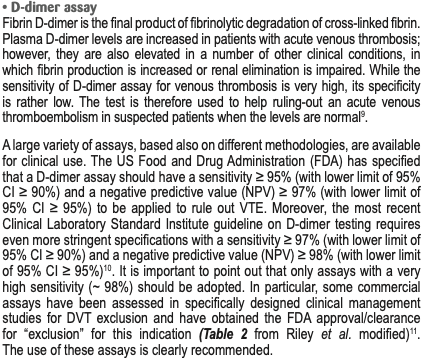 • D-dimer assay
Fibrin D-dimer is the final product of fibrinolytic degradation of cross-linked fibrin.
Plasma D-dimer levels are increased in patients with acute venous thrombosis;
however, they are also elevated in a number of other clinical conditions, in
which fibrin production is increased or renal elimination is impaired. While the
sensitivity of D-dimer assay for venous thrombosis is very high, its specificity
is rather low. The test is therefore used to help ruling-out an acute venous
thromboembolism in suspected patients when the levels are normal⁹.
A large variety of assays, based also on different methodologies, are available
for clinical use. The US Food and Drug Administration (FDA) has specified
that a D-dimer assay should have a sensitivity ≥ 95% (with lower limit of 95%
CI ≥ 90%) and a negative predictive value (NPV) ≥ 97% (with lower limit of
95% CI ≥ 95%) to be applied to rule out VTE. Moreover, the most recent
Clinical Laboratory Standard Institute guideline on D-dimer testing requires
even more stringent specifications with a sensitivity ≥ 97% (with lower limit of
95% CI ≥ 90%) and a negative predictive value (NPV) ≥ 98% (with lower limit
of 95% CI ≥ 95%)¹⁰. It is important to point out that only assays with a very
high sensitivity (~ 98%) should be adopted. In particular, some commercial
assays have been assessed in specifically designed clinical management
studies for DVT exclusion and have obtained the FDA approval/clearance
for “exclusion” for this indication (Table 2 from Riley et al. modified)¹¹.
The use of these assays is clearly recommended.